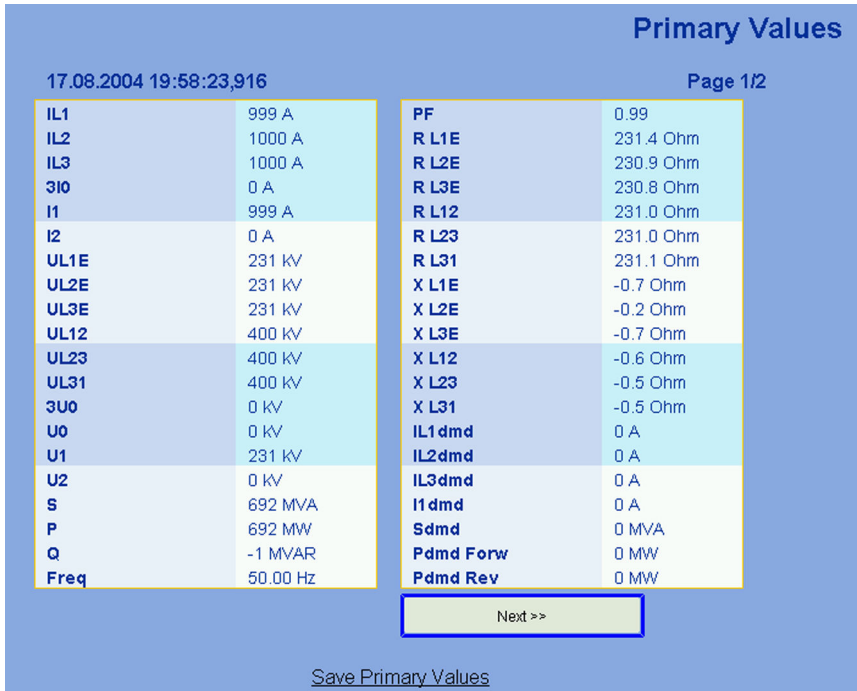 Primary Values
17.08.2004 19:58:23,916
Page 1/2
IL1 999 A
IL2 1000 A
IL3 1000 A
3I0 0 A
I1 999 A
I2 0 A
UL1E 231 kV
UL2E 231 kV
UL3E 231 kV
UL12 400 kV
UL23 400 kV
UL31 400 kV
3U0 0 kV
U0 0 kV
U1 231 kV
U2 0 kV
S 692 MVA
P 692 MW
Q -1 MVAR
Freq 50.00 Hz
PF 0.99
R L1E 231.4 Ohm
R L2E 230.9 Ohm
R L3E 230.8 Ohm
R L12 231.0 Ohm
R L23 231.0 Ohm
R L31 231.1 Ohm
X L1E -0.7 Ohm
X L2E -0.2 Ohm
X L3E -0.7 Ohm
X L12 -0.6 Ohm
X L23 -0.5 Ohm
X L31 -0.5 Ohm
IL1dmd 0 A
IL2dmd 0 A
IL3dmd 0 A
I1dmd 0 A
Sdmd 0 MVA
Pdmd Forw 0 MW
Pdmd Rev 0 MW
Next >>
Save Primary Values